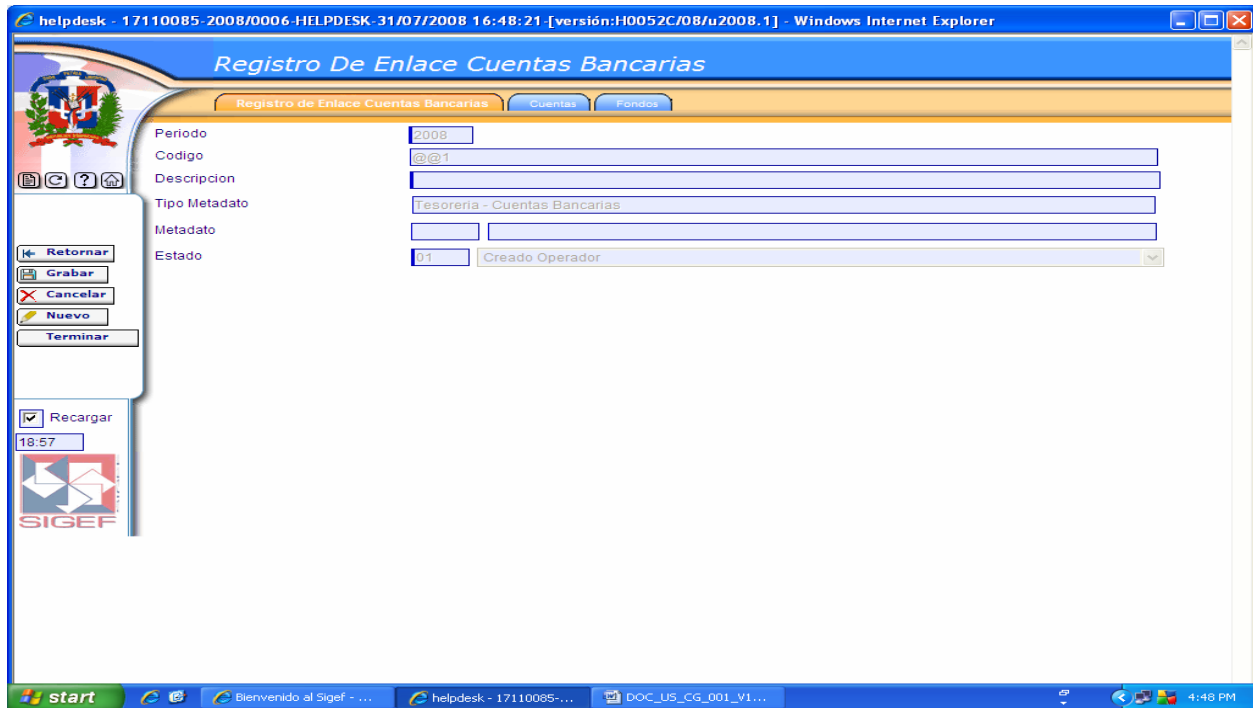 helpdesk - 17110085-2008/0006-HELPDESK-31/07/2008 16:48:21-[versión:H0052C/08/u2008.1] - Windows Internet Explorer
Registro De Enlace Cuentas Bancarias
Registro de Enlace Cuentas Bancarias Cuentas Fondos
Periodo 2008
Codigo @@1
Descripcion
Tipo Metadato Tesoreria - Cuentas Bancarias
Metadato
Estado 01 Creado Operador
Retornar
Grabar
Cancelar
Nuevo
Terminar
Recargar
18:57
SIGEF
start Bienvenido al Sigef - ... helpdesk - 17110085-... DOC_US_CG_001_V1... 4:48 PM